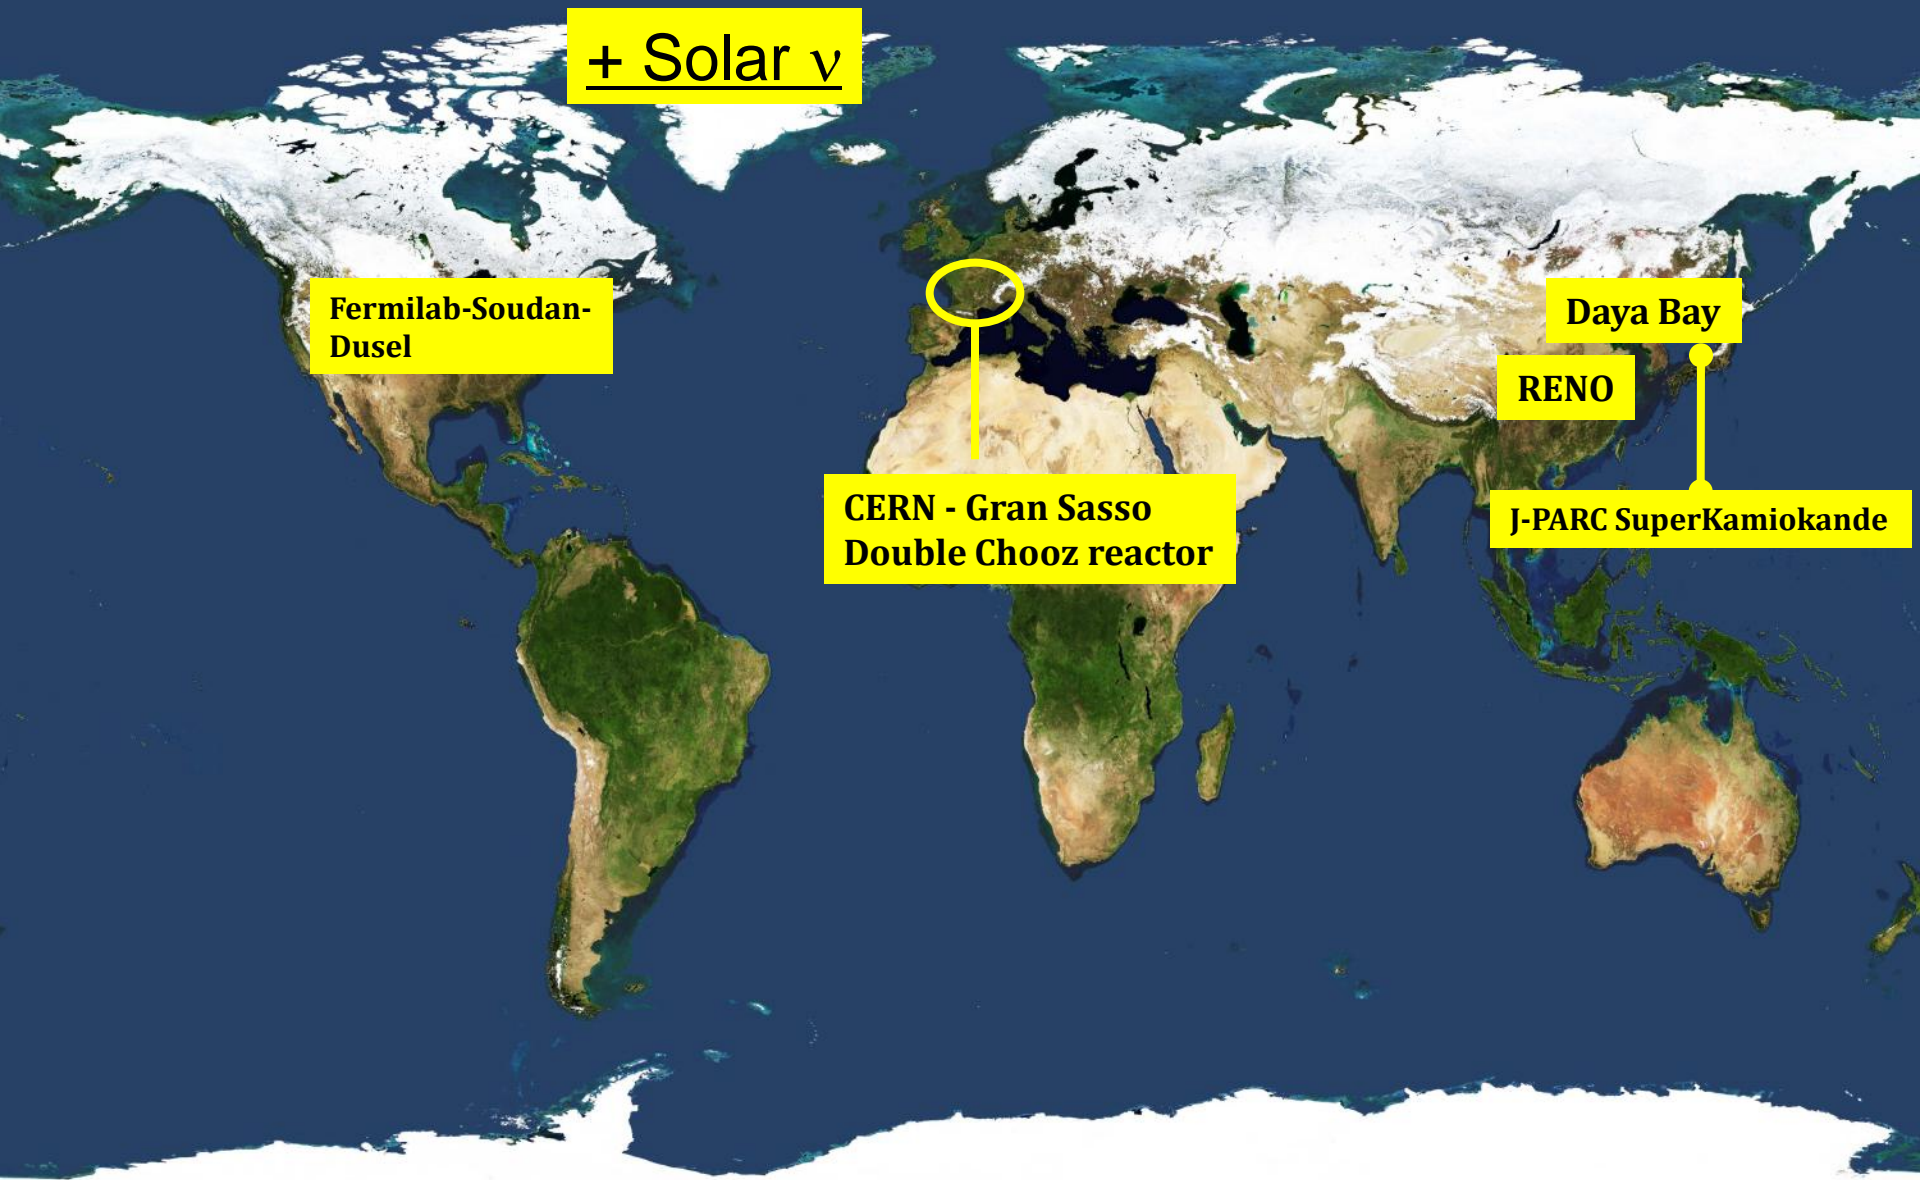 + Solar ν
Fermilab-Soudan-
Dusel
Daya Bay
RENO
CERN - Gran Sasso
Double Chooz reactor
J-PARC SuperKamiokande